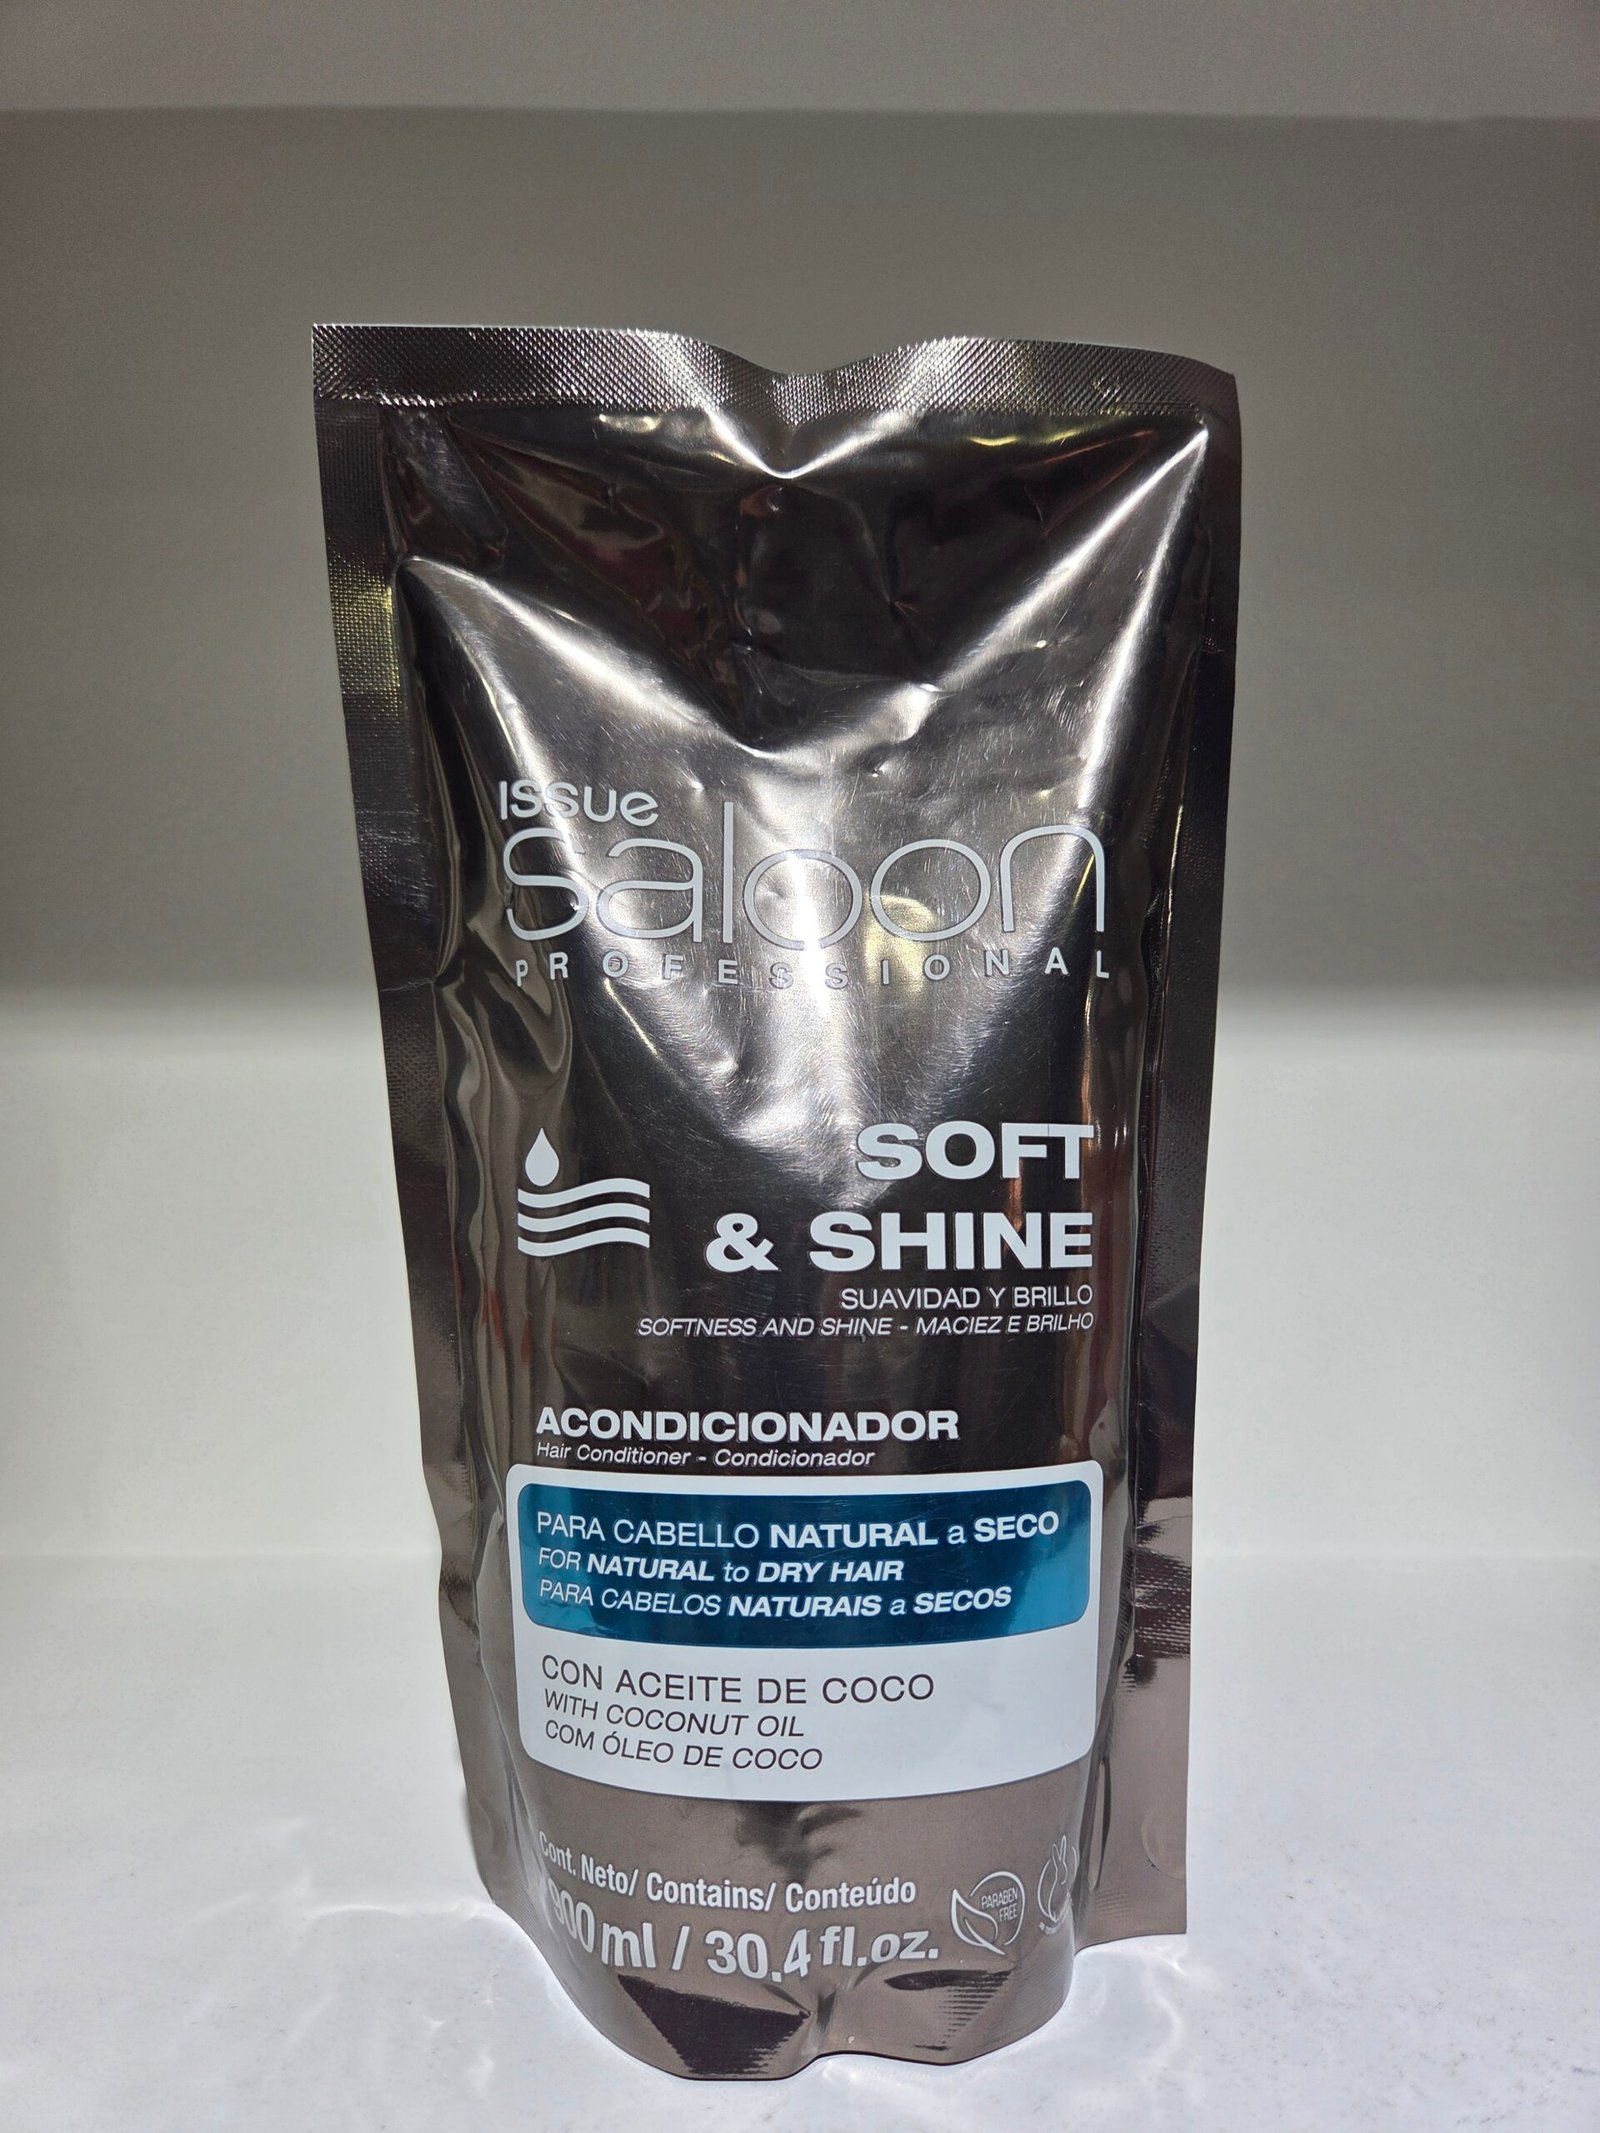 ISSUE
saloon
PROFESSIONAL
SOFT
& SHINE
SUAVIDAD Y BRILLO
SOFTNESS AND SHINE - MACIEZ E BRILHO
ACONDICIONADOR
Hair Conditioner - Condicionador
PARA CABELLO NATURAL a SECO
FOR NATURAL to DRY HAIR
PARA CABELOS NATURAIS a SECOS
CON ACEITE DE COCO
WITH COCONUT OIL
COM ÓLEO DE COCO
Cont. Neto/ Contains/ Conteúdo
900 ml / 30.4 fl.oz.
PARABEN
FREE